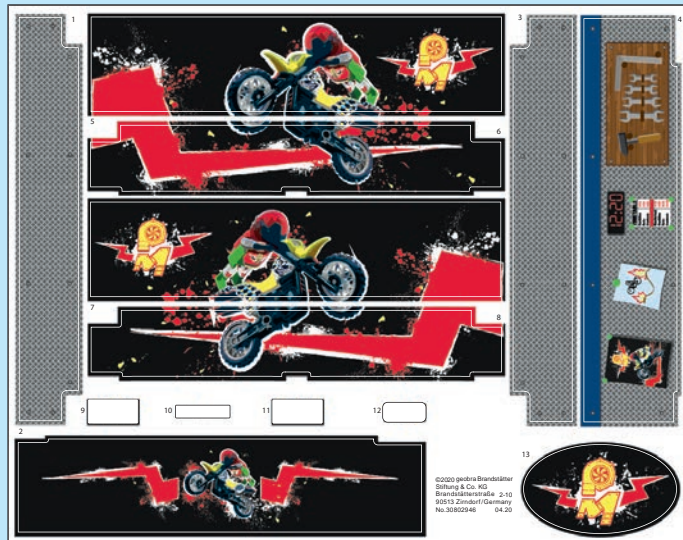 1
3
4
5
6
12:20
7
8
9
10
11
12
2
13
©2020 geobra Brandstätter
Stiftung & Co. KG
Brandstätterstraße 2-10
90513 Zirndorf/Germany
No.30802946 04.20